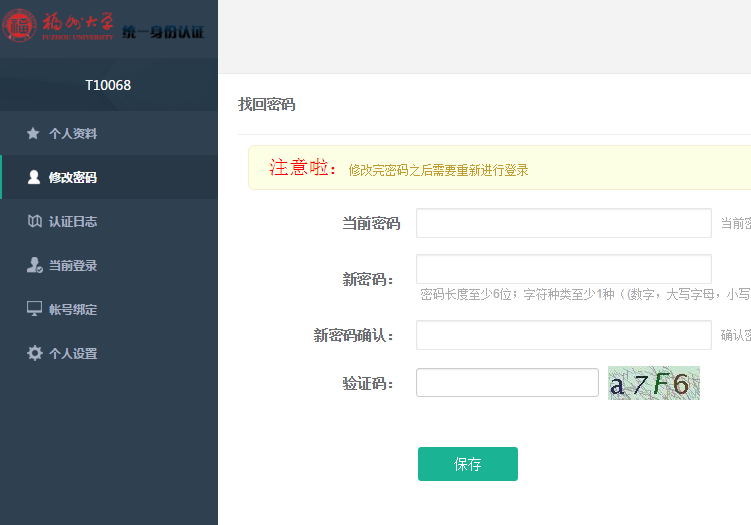 福州大学 统一身份认证
FUZHOU UNIVERSITY
T10068
个人资料
修改密码
认证日志
当前登录
帐号绑定
个人设置
找回密码
注意啦： 修改完密码之后需要重新进行登录
当前密码 当前密
新密码：
密码长度至少6位；字符种类至少1种（(数字，大写字母，小写
新密码确认： 确认密
验证码： a7F6
保存